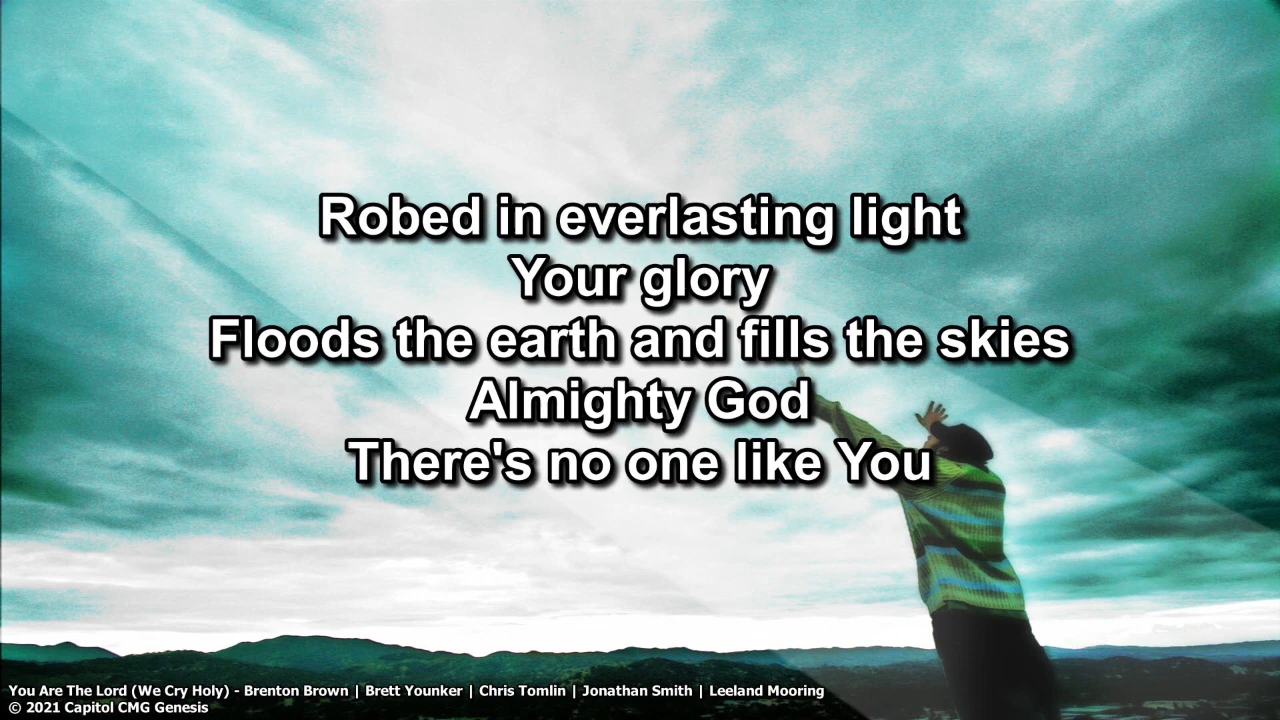 Robed in everlasting light
Your glory
Floods the earth and fills the skies
Almighty God
There's no one like You
You Are The Lord (We Cry Holy) - Brenton Brown | Brett Younker | Chris Tomlin | Jonathan Smith | Leeland Mooring
© 2021 Capitol CMG Genesis